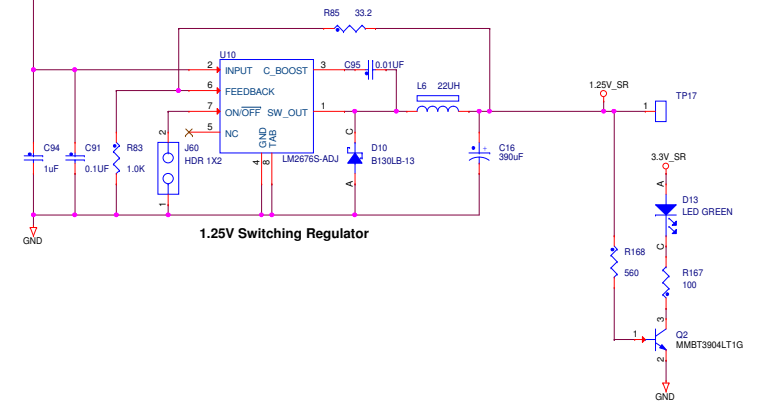 R85 33.2
U10
2 INPUT C_BOOST 3
C95 0.01UF
6 FEEDBACK
L6 22UH
1.25V_SR
TP17
1
7 ON/OFF SW_OUT 1
5 NC
GND
TAB
4
8
LM2676S-ADJ
C94
1uF
C91
0.1UF
R83
1.0K
2
J60
HDR 1X2
1
C
D10
B130LB-13
A
+
C16
390uF
GND
1.25V Switching Regulator
3.3V_SR
A
D13
LED GREEN
C
R168
560
R167
100
3
1
Q2
MMBT3904LT1G
2
GND